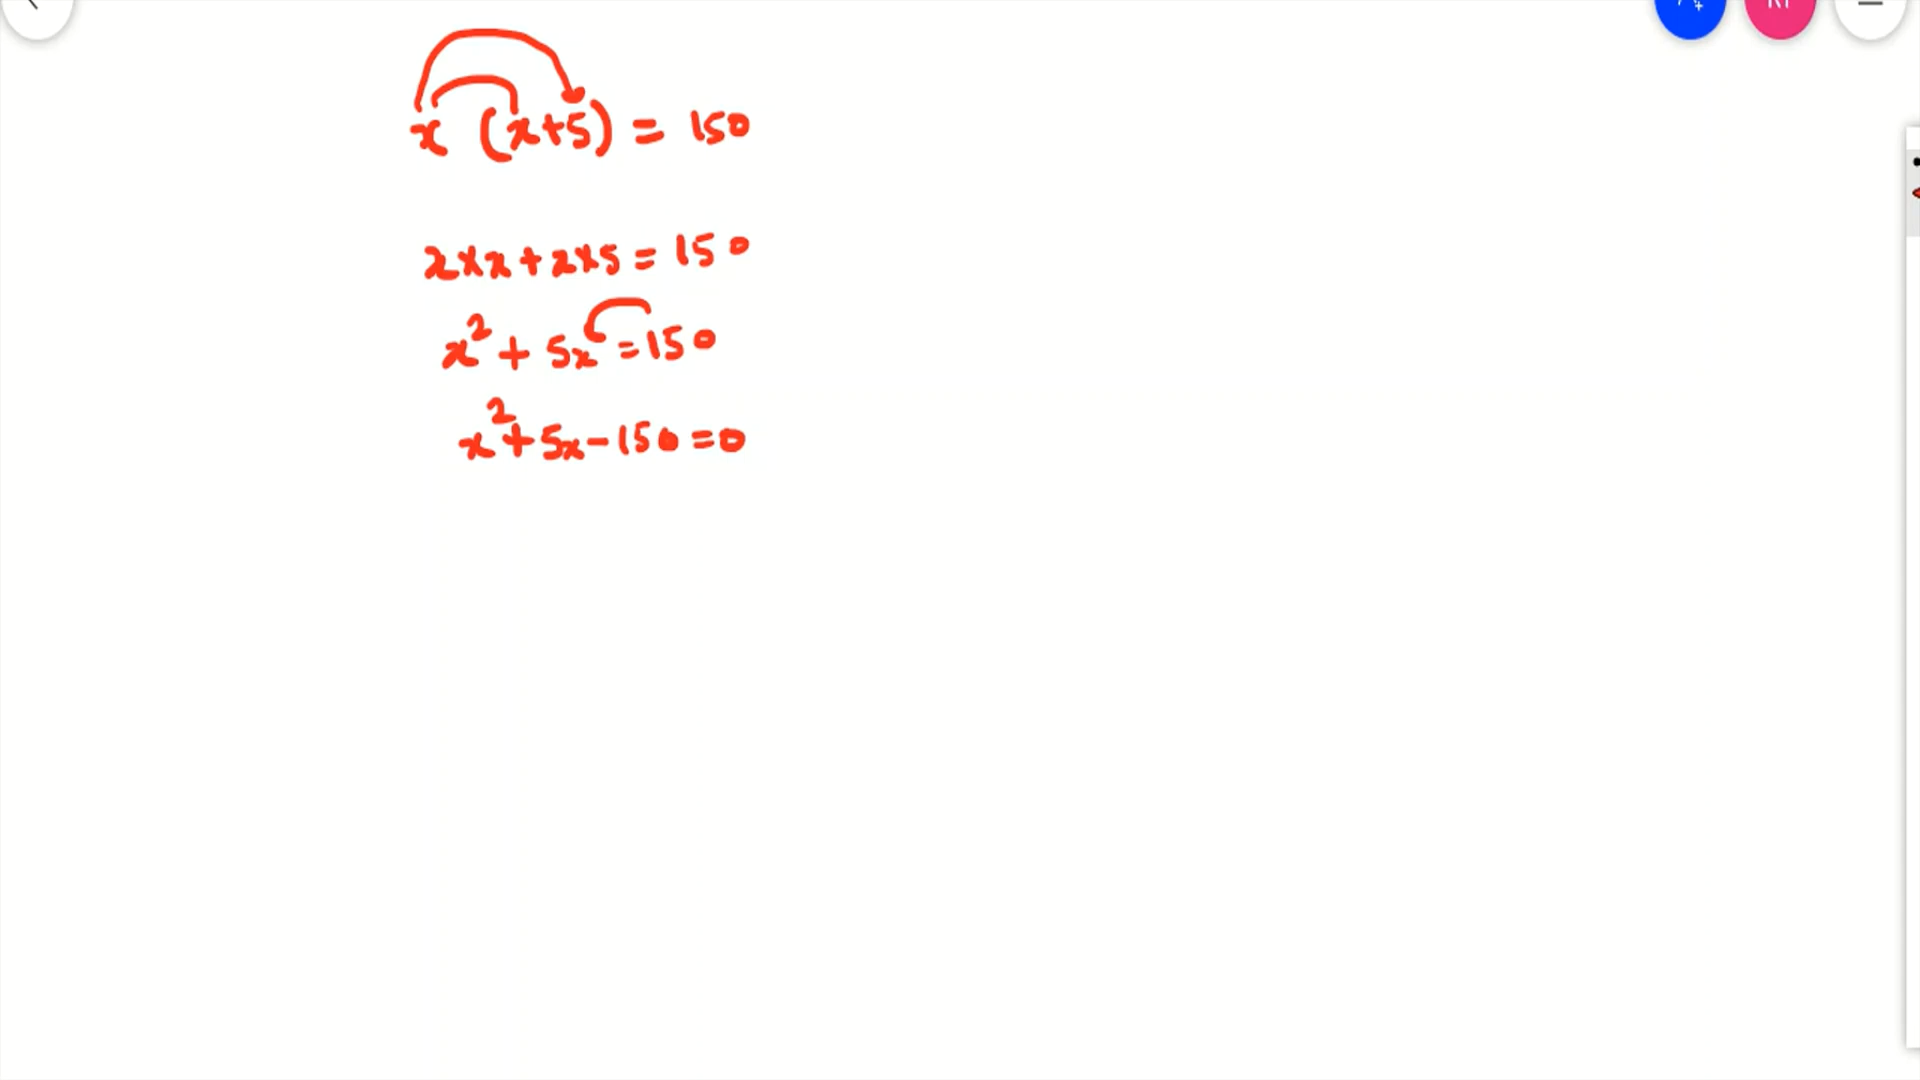 x (x+5) = 150
x×x + x×5 = 150
x² + 5x = 150
x² + 5x - 150 = 0